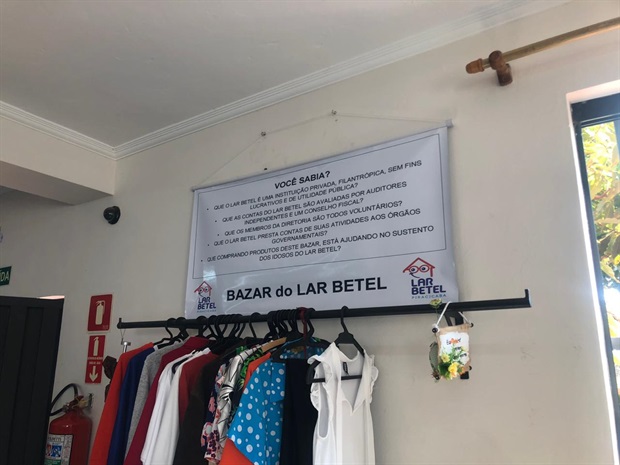 VOCÊ SABIA?
• QUE O LAR BETEL É UMA INSTITUIÇÃO PRIVADA, FILANTRÓPICA, SEM FINS
LUCRATIVOS E DE UTILIDADE PÚBLICA?
• QUE AS CONTAS DO LAR BETEL SÃO AVALIADAS POR AUDITORES
INDEPENDENTES E UM CONSELHO FISCAL?
• QUE OS MEMBROS DA DIRETORIA SÃO TODOS VOLUNTÁRIOS?
• QUE O LAR BETEL PRESTA CONTAS DE SUAS ATIVIDADES AOS ÓRGÃOS
GOVERNAMENTAIS?
• QUE COMPRANDO PRODUTOS DESTE BAZAR, ESTÁ AJUDANDO NO SUSTENTO
DOS IDOSOS DO LAR BETEL?
LAR
BETEL
BAZAR do LAR BETEL
LAR
BETEL
PIRACICABA